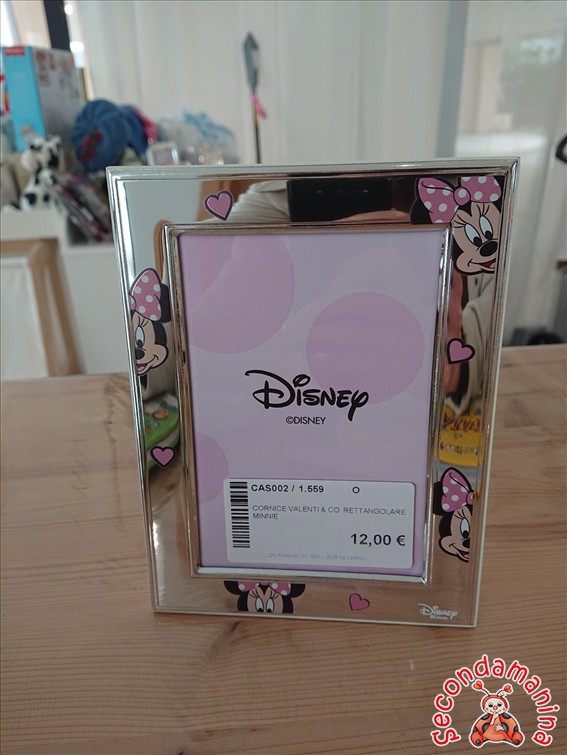 DISNEY
©DISNEY
CAS002 / 1.559 O
CORNICE VALENTI & CO. RETTANGOLARE
MINNIE
12,00 €
Disney
secondamanina